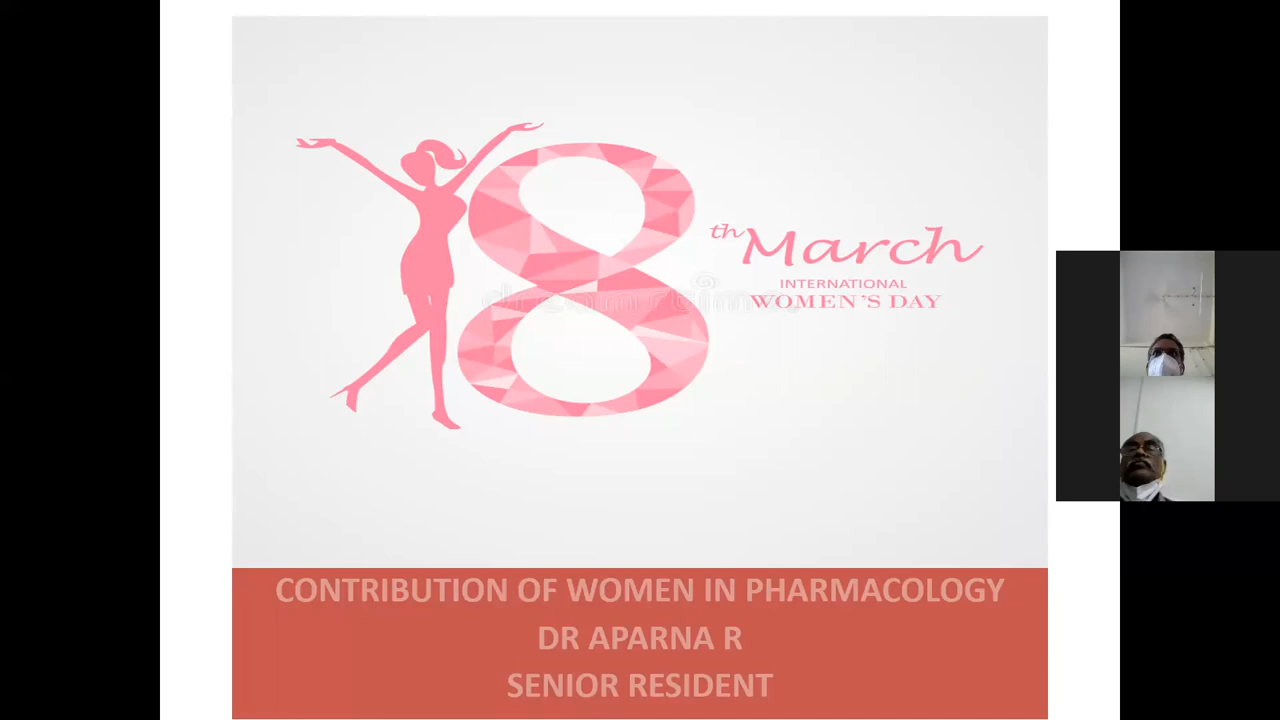 8
th March
INTERNATIONAL
WOMEN'S DAY
CONTRIBUTION OF WOMEN IN PHARMACOLOGY
DR APARNA R
SENIOR RESIDENT